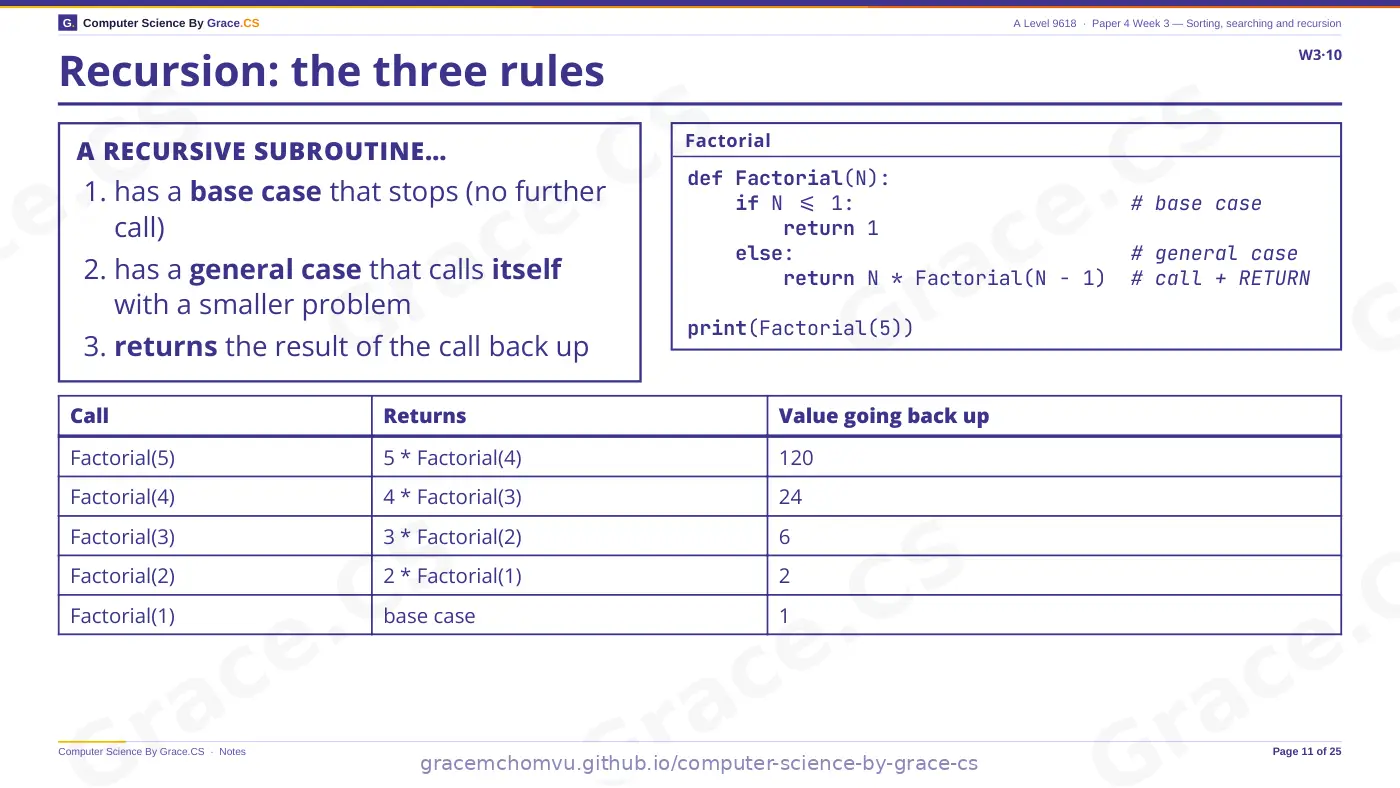 G. Computer Science By Grace.CS
A Level 9618 · Paper 4 Week 3 — Sorting, searching and recursion
Recursion: the three rules
W3·10
A RECURSIVE SUBROUTINE...
1. has a base case that stops (no further
call)
2. has a general case that calls itself
with a smaller problem
3. returns the result of the call back up
Factorial
def Factorial(N):
    if N <= 1:                       # base case
        return 1
    else:                            # general case
        return N * Factorial(N - 1)  # call + RETURN
print(Factorial(5))
Call Returns Value going back up
Factorial(5) 5 * Factorial(4) 120
Factorial(4) 4 * Factorial(3) 24
Factorial(3) 3 * Factorial(2) 6
Factorial(2) 2 * Factorial(1) 2
Factorial(1) base case 1
Computer Science By Grace.CS · Notes
gracemchomvu.github.io/computer-science-by-grace-cs
Page 11 of 25
Grace.CS